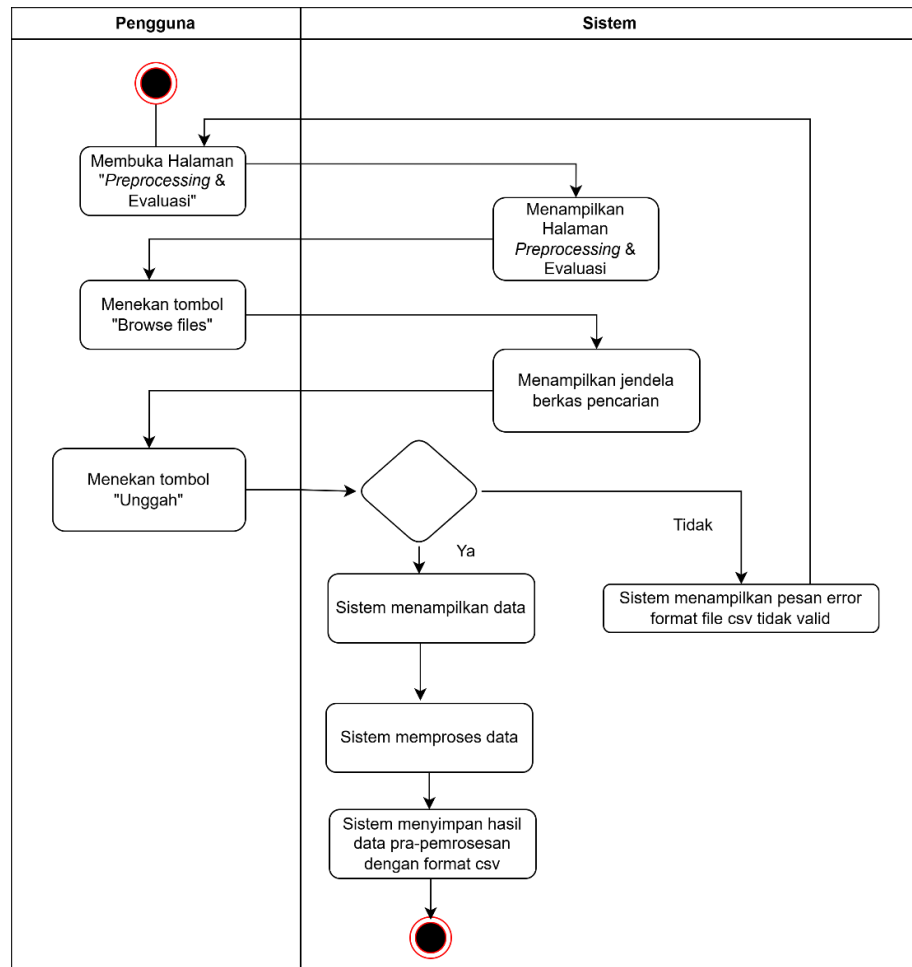 Pengguna
Sistem
Membuka Halaman
"Preprocessing &
Evaluasi"
Menampilkan
Halaman
Preprocessing &
Evaluasi
Menekan tombol
"Browse files"
Menampilkan jendela
berkas pencarian
Menekan tombol
"Unggah"
Tidak
Ya
Sistem menampilkan data
Sistem menampilkan pesan error
format file csv tidak valid
Sistem memproses data
Sistem menyimpan hasil
data pra-pemrosesan
dengan format csv